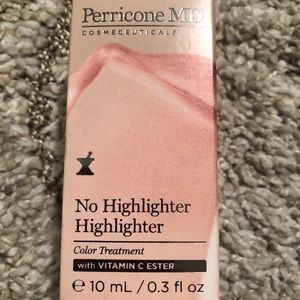 Perricone MD
COSMECEUTICALS
No Highlighter
Highlighter
Color Treatment
with VITAMIN C ESTER
℮ 10 mL / 0.3 fl oz